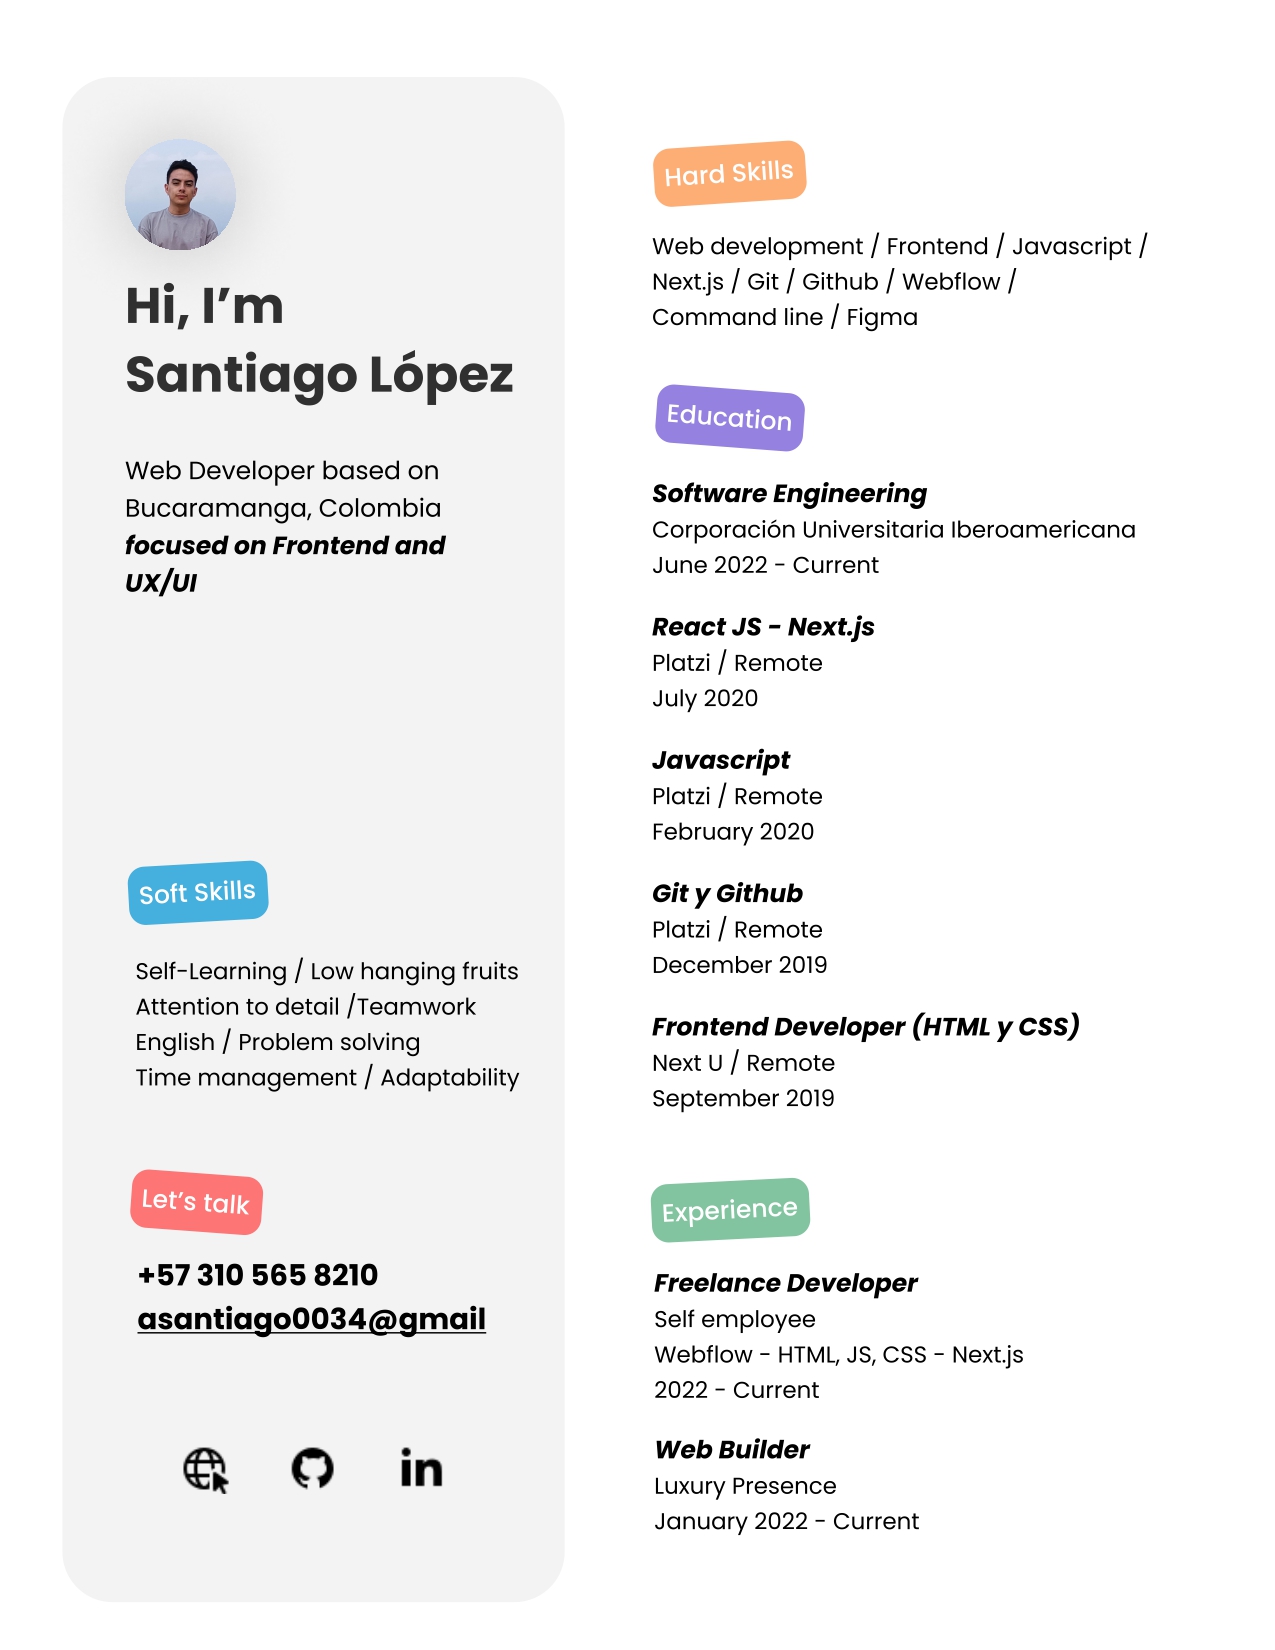 Hi, I’m
Santiago López
Web Developer based on
Bucaramanga, Colombia
focused on Frontend and
UX/UI
Soft Skills
Self-Learning / Low hanging fruits
Attention to detail /Teamwork
English / Problem solving
Time management / Adaptability
Let’s talk
+57 310 565 8210
asantiago0034@gmail
in
Hard Skills
Web development / Frontend / Javascript /
Next.js / Git / Github / Webflow /
Command line / Figma
Education
Software Engineering
Corporación Universitaria Iberoamericana
June 2022 - Current
React JS - Next.js
Platzi / Remote
July 2020
Javascript
Platzi / Remote
February 2020
Git y Github
Platzi / Remote
December 2019
Frontend Developer (HTML y CSS)
Next U / Remote
September 2019
Experience
Freelance Developer
Self employee
Webflow - HTML, JS, CSS - Next.js
2022 - Current
Web Builder
Luxury Presence
January 2022 - Current